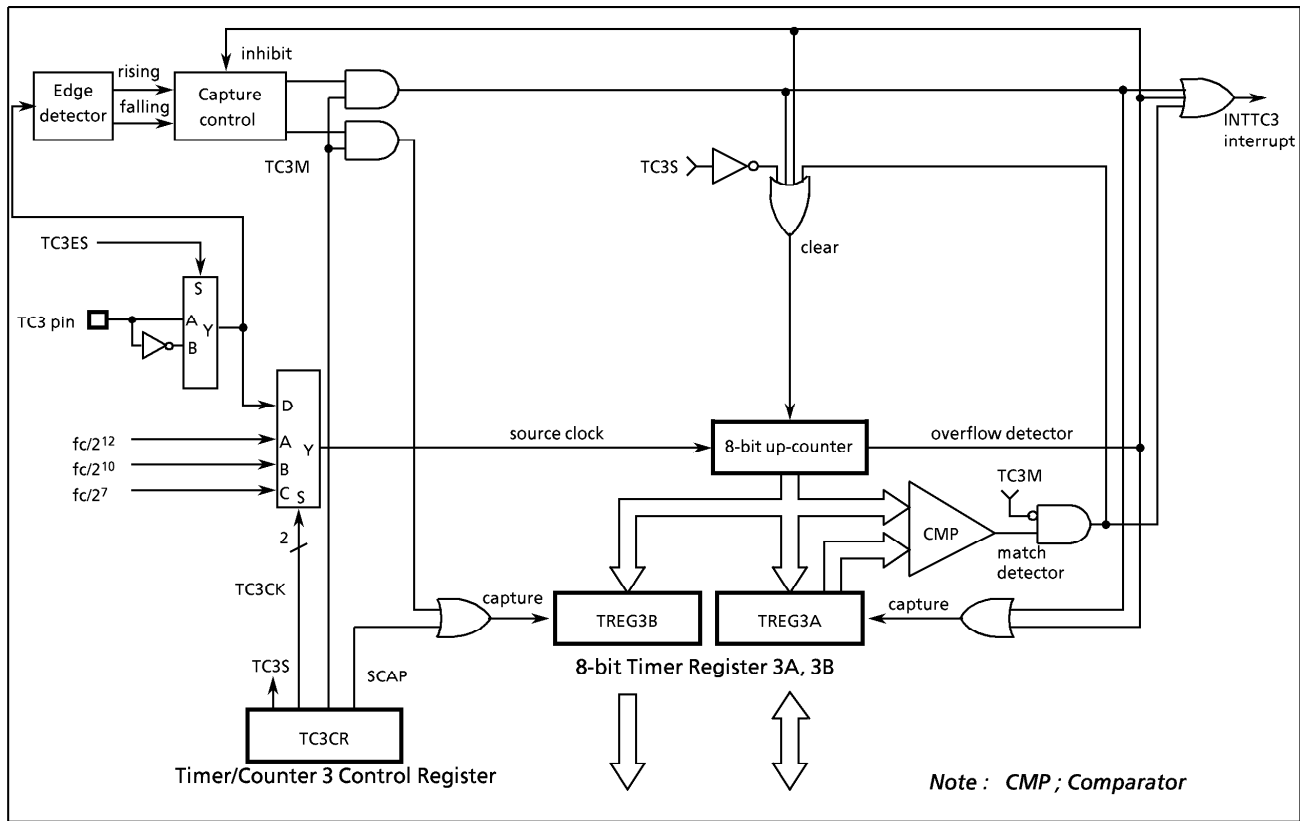 inhibit
rising
Edge
detector
falling
Capture
control
INTTC3
interrupt
TC3M
TC3S
clear
TC3ES
S
TC3 pin
A
Y
B
D
fc/2¹²
A
Y
source clock
8-bit up-counter
overflow detector
fc/2¹⁰
B
fc/2⁷
C
S
TC3M
2
CMP
match
detector
TC3CK
capture
TREG3B
TREG3A
capture
TC3S
SCAP
8-bit Timer Register 3A, 3B
TC3CR
Timer/Counter 3 Control Register
Note : CMP ; Comparator